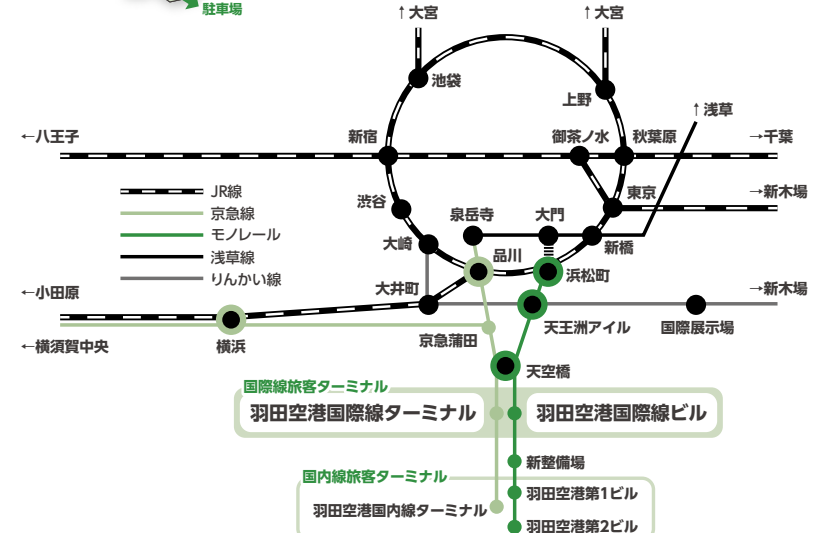 駐車場
↑大宮
↑大宮
池袋
上野
↑浅草
←八王子
新宿
御茶ノ水
秋葉原
→千葉
JR線
京急線
モノレール
浅草線
りんかい線
渋谷
泉岳寺
大門
東京
→新木場
大崎
品川
新橋
浜松町
←小田原
大井町
→新木場
←横須賀中央
横浜
京急蒲田
天王洲アイル
国際展示場
天空橋
国際線旅客ターミナル
羽田空港国際線ターミナル
羽田空港国際線ビル
新整備場
国内線旅客ターミナル
羽田空港第1ビル
羽田空港国内線ターミナル
羽田空港第2ビル